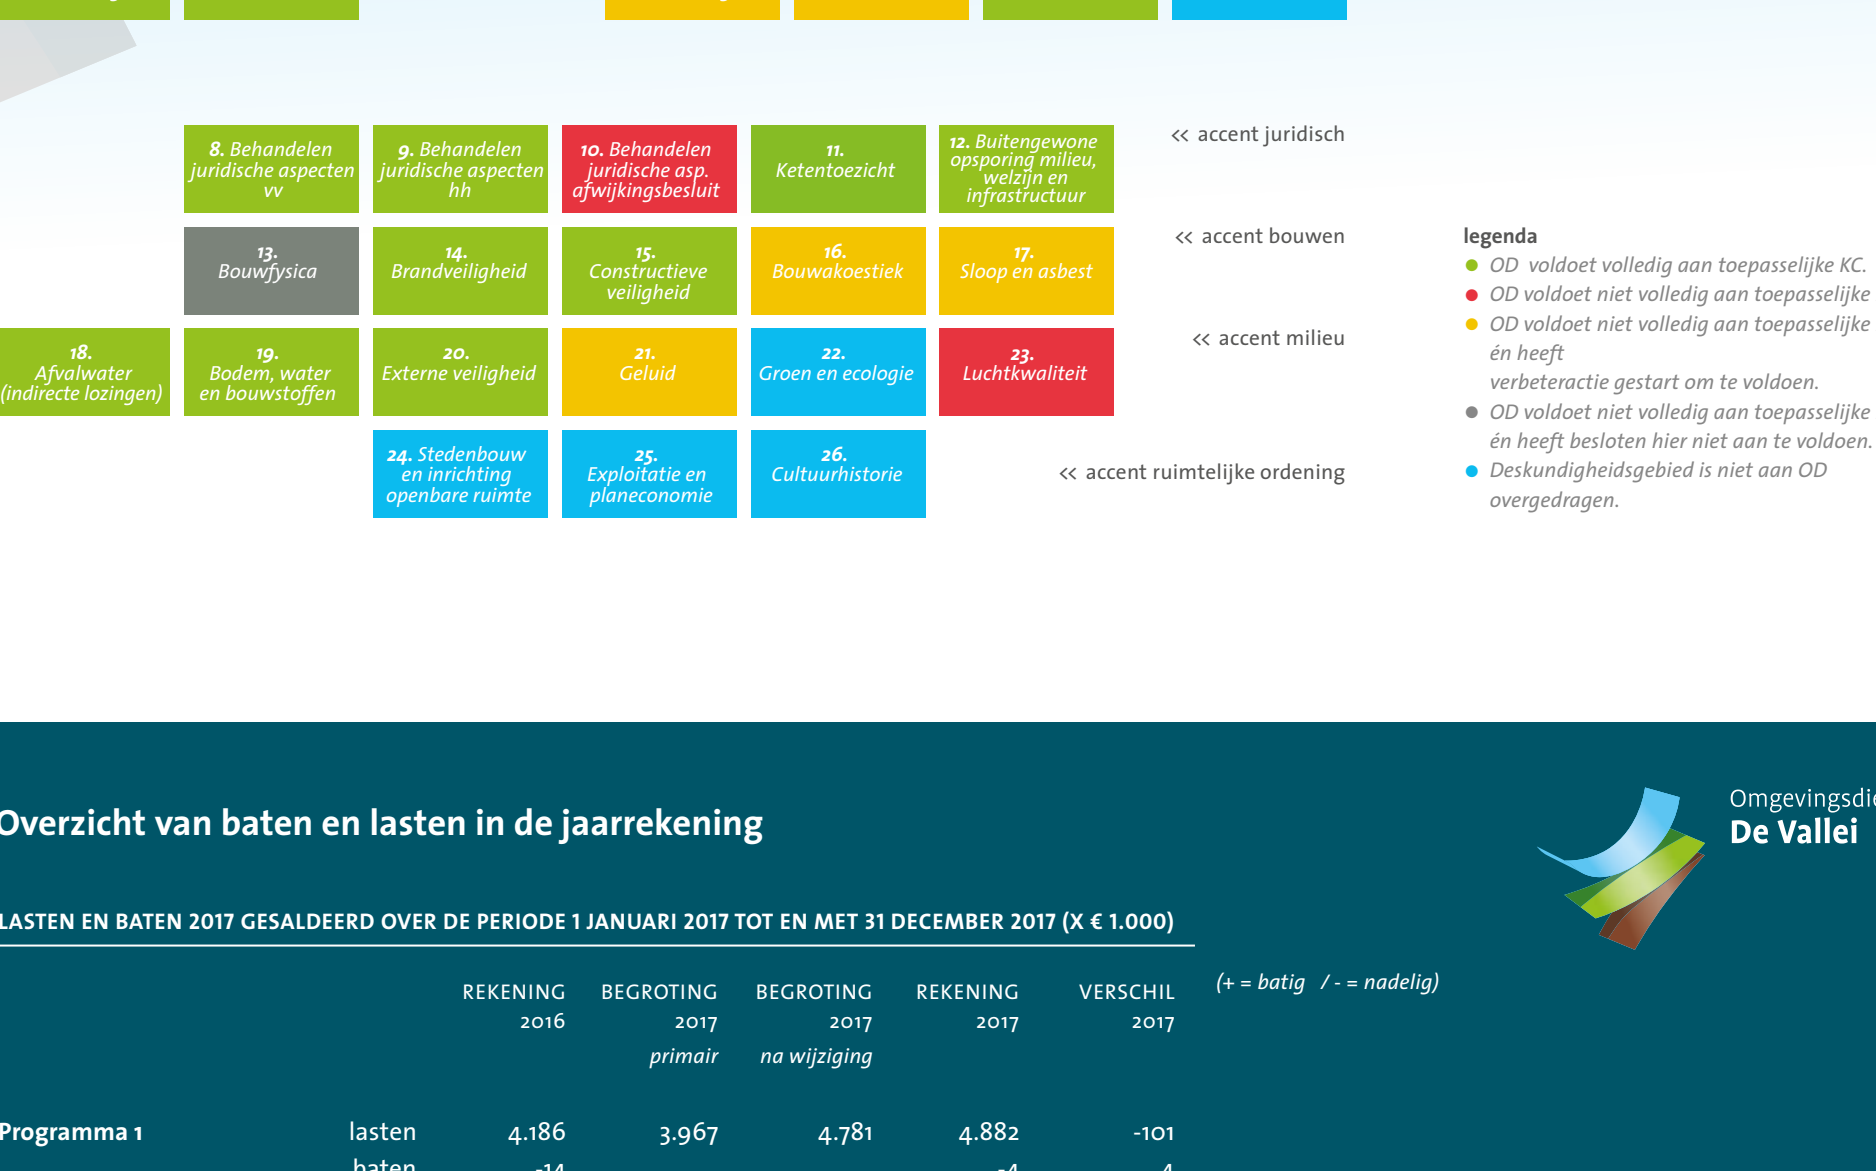 8. Behandelen
juridische aspecten
vv
9. Behandelen
juridische aspecten
hh
10. Behandelen
juridische asp.
afwijkingsbesluit
11.
Ketentoezicht
12. Buitengewone
opsporing milieu,
welzijn en
infrastructuur
<< accent juridisch
13.
Bouwfysica
14.
Brandveiligheid
15.
Constructieve
veiligheid
16.
Bouwakoestiek
17.
Sloop en asbest
<< accent bouwen
18.
Afvalwater
(indirecte lozingen)
19.
Bodem, water
en bouwstoffen
20.
Externe veiligheid
21.
Geluid
22.
Groen en ecologie
23.
Luchtkwaliteit
<< accent milieu
24. Stedenbouw
en inrichting
openbare ruimte
25.
Exploitatie en
planeconomie
26.
Cultuurhistorie
<< accent ruimtelijke ordening
legenda
OD voldoet volledig aan toepasselijke KC.
OD voldoet niet volledig aan toepasselijke
OD voldoet niet volledig aan toepasselijke
én heeft
verbeteractie gestart om te voldoen.
OD voldoet niet volledig aan toepasselijke
én heeft besloten hier niet aan te voldoen.
Deskundigheidsgebied is niet aan OD
overgedragen.
Overzicht van baten en lasten in de jaarrekening
Omgevingsdie
De Vallei
LASTEN EN BATEN 2017 GESALDEERD OVER DE PERIODE 1 JANUARI 2017 TOT EN MET 31 DECEMBER 2017 (X € 1.000)
(+ = batig / - = nadelig)
REKENING BEGROTING BEGROTING REKENING VERSCHIL
2016 2017 2017 2017 2017
primair na wijziging
Programma 1 lasten 4.186 3.967 4.781 4.882 -101
baten -14 -4 4